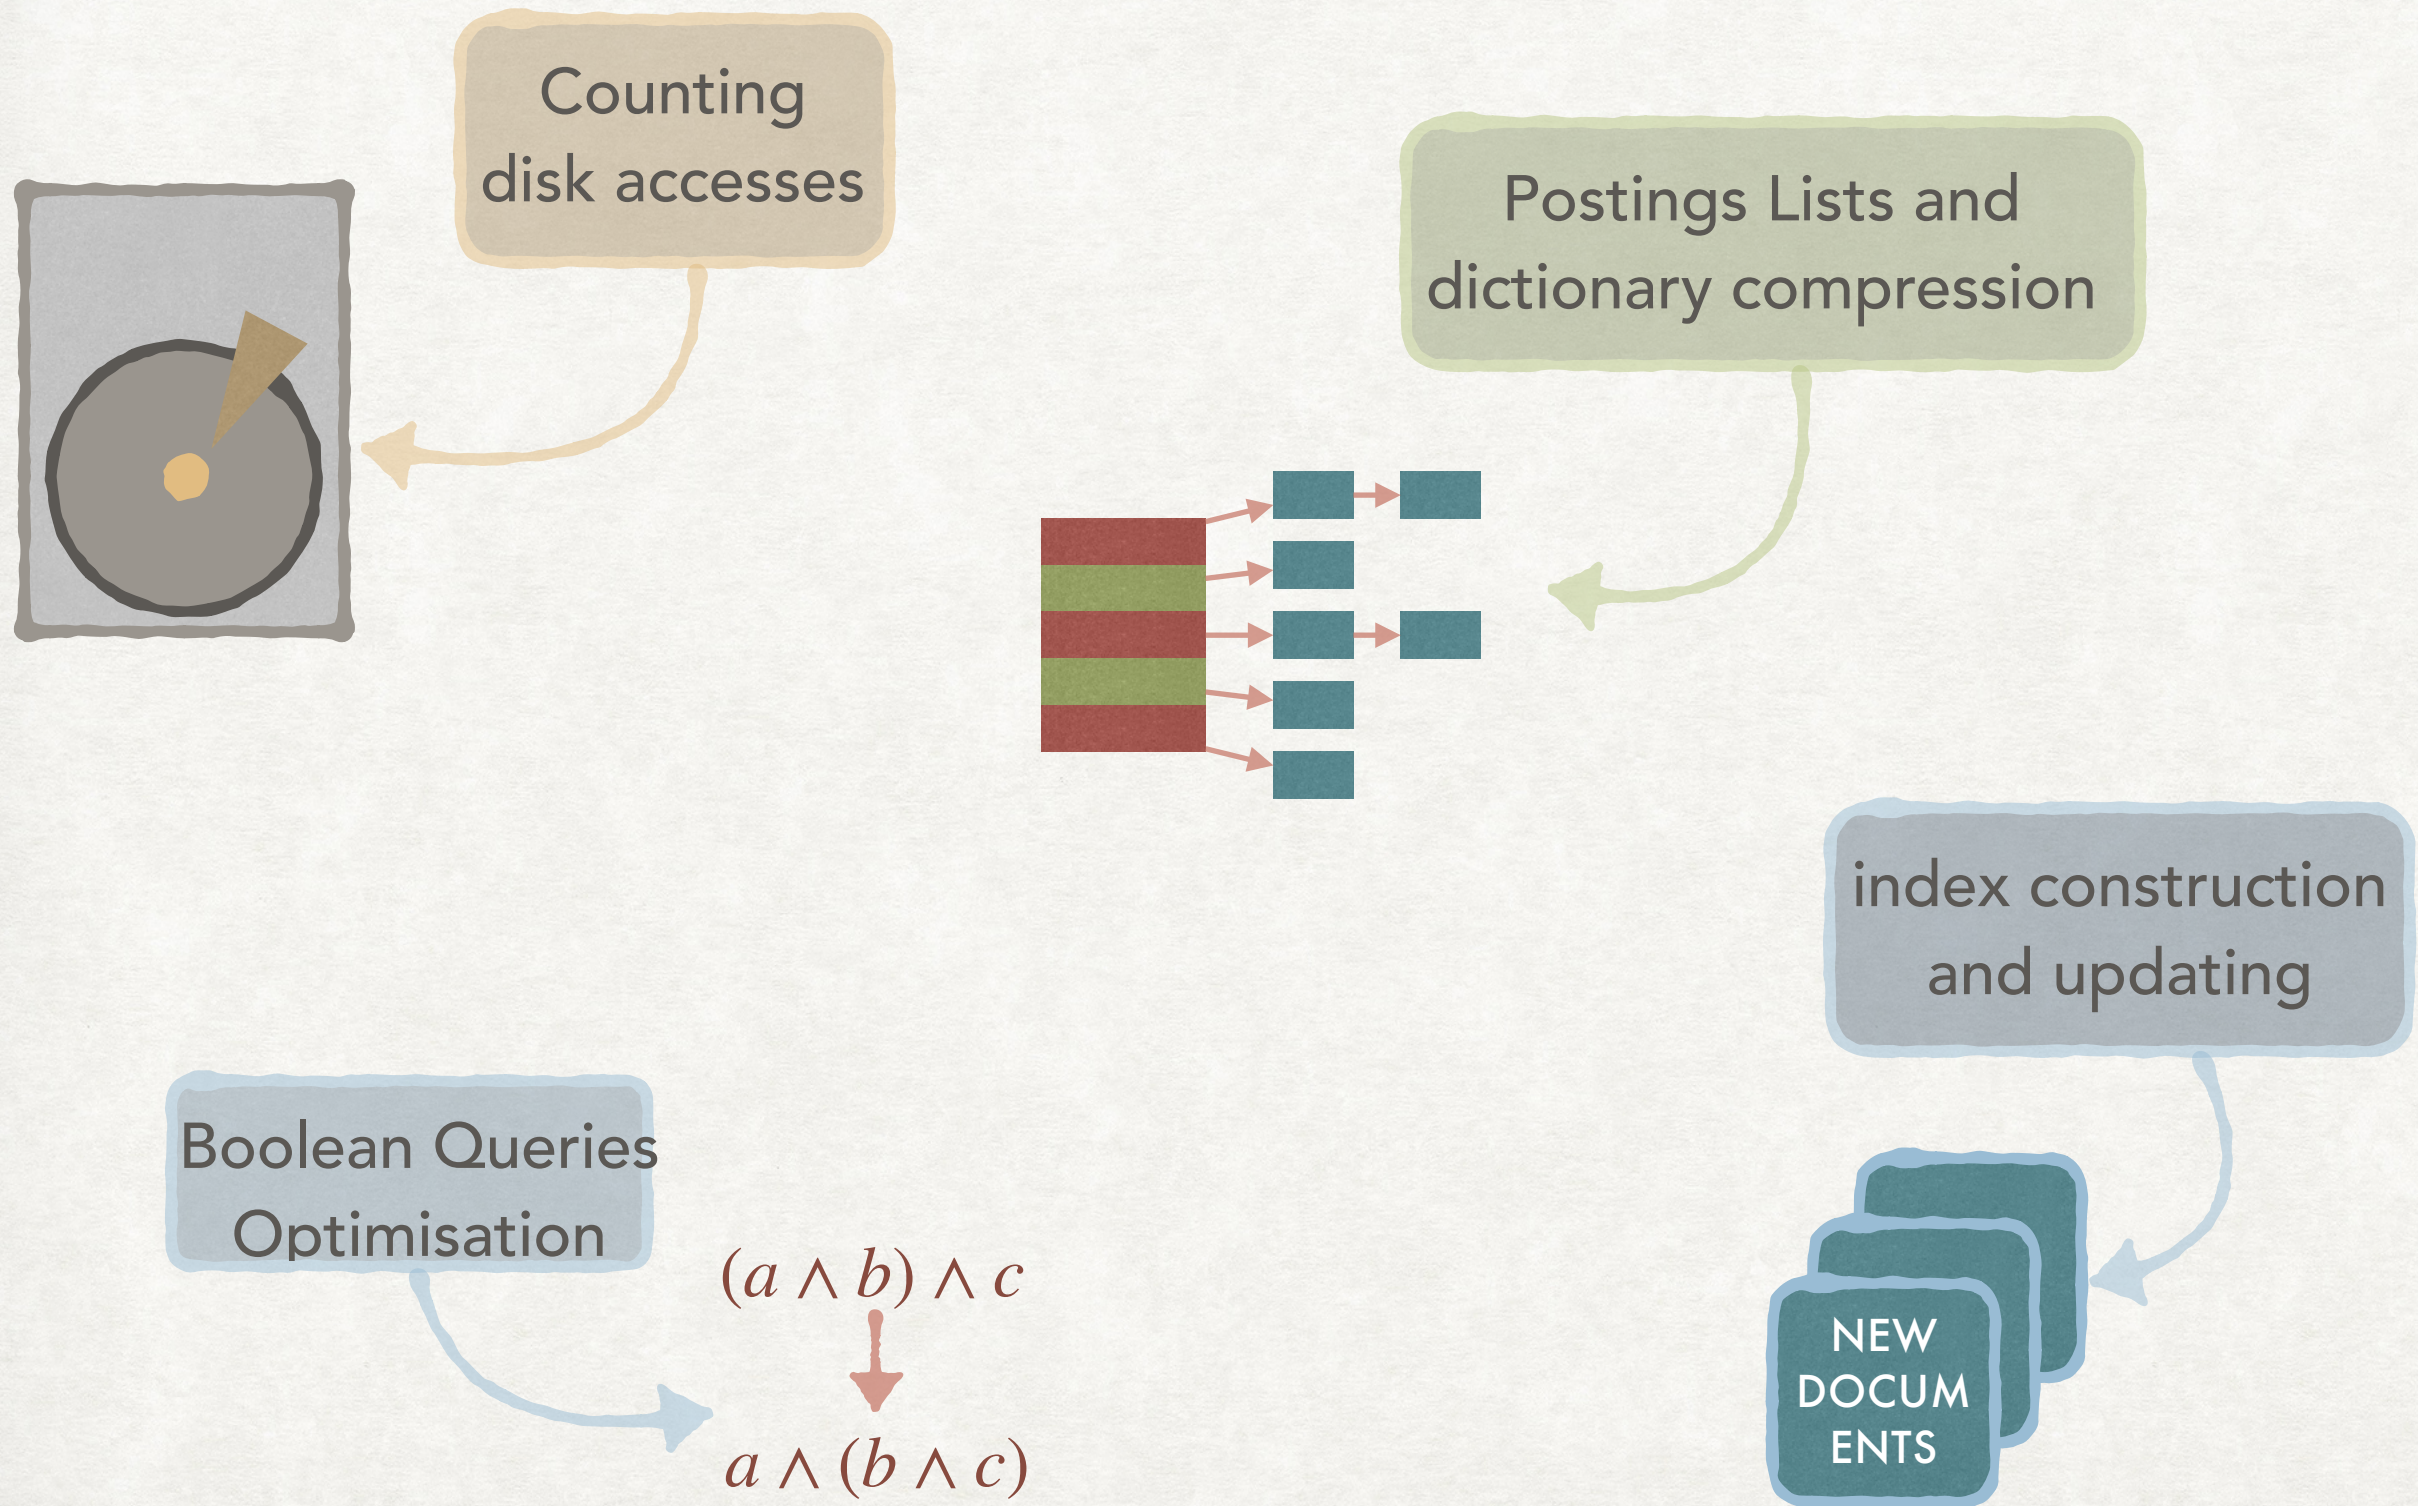 Counting
disk accesses
Postings Lists and
dictionary compression
index construction
and updating
Boolean Queries
Optimisation
(a ∧ b) ∧ c
a ∧ (b ∧ c)
NEW
DOCUM
ENTS